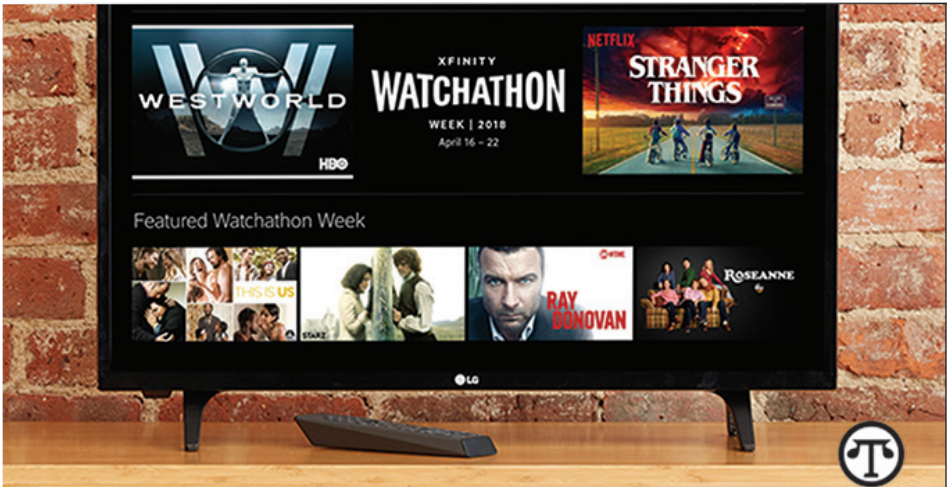 WESTWORLD
HBO
XFINITY
WATCHATHON
WEEK | 2018
April 16 – 22
NETFLIX
STRANGER
THINGS
Featured Watchathon Week
THIS IS US
STARZ
SHOWTIME
RAY
DONOVAN
ROSEANNE
abc
LG